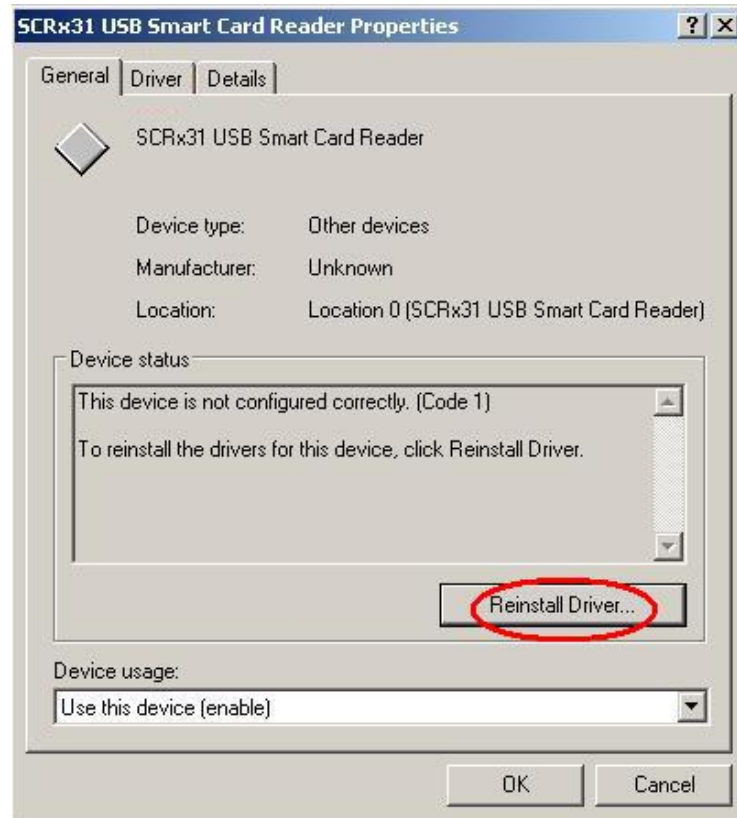 SCRx31 USB Smart Card Reader Properties
General Driver Details
SCRx31 USB Smart Card Reader
Device type: Other devices
Manufacturer: Unknown
Location: Location 0 (SCRx31 USB Smart Card Reader)
Device status
This device is not configured correctly. (Code 1)
To reinstall the drivers for this device, click Reinstall Driver.
Reinstall Driver...
Device usage:
Use this device (enable)
OK Cancel